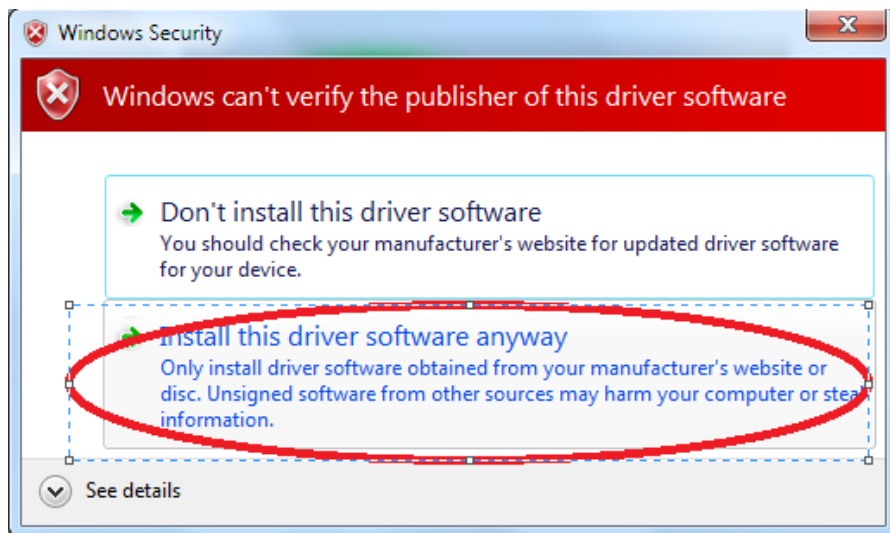 Windows Security
Windows can't verify the publisher of this driver software
Don't install this driver software
You should check your manufacturer's website for updated driver software
for your device.
Install this driver software anyway
Only install driver software obtained from your manufacturer's website or
disc. Unsigned software from other sources may harm your computer or steal
information.
See details